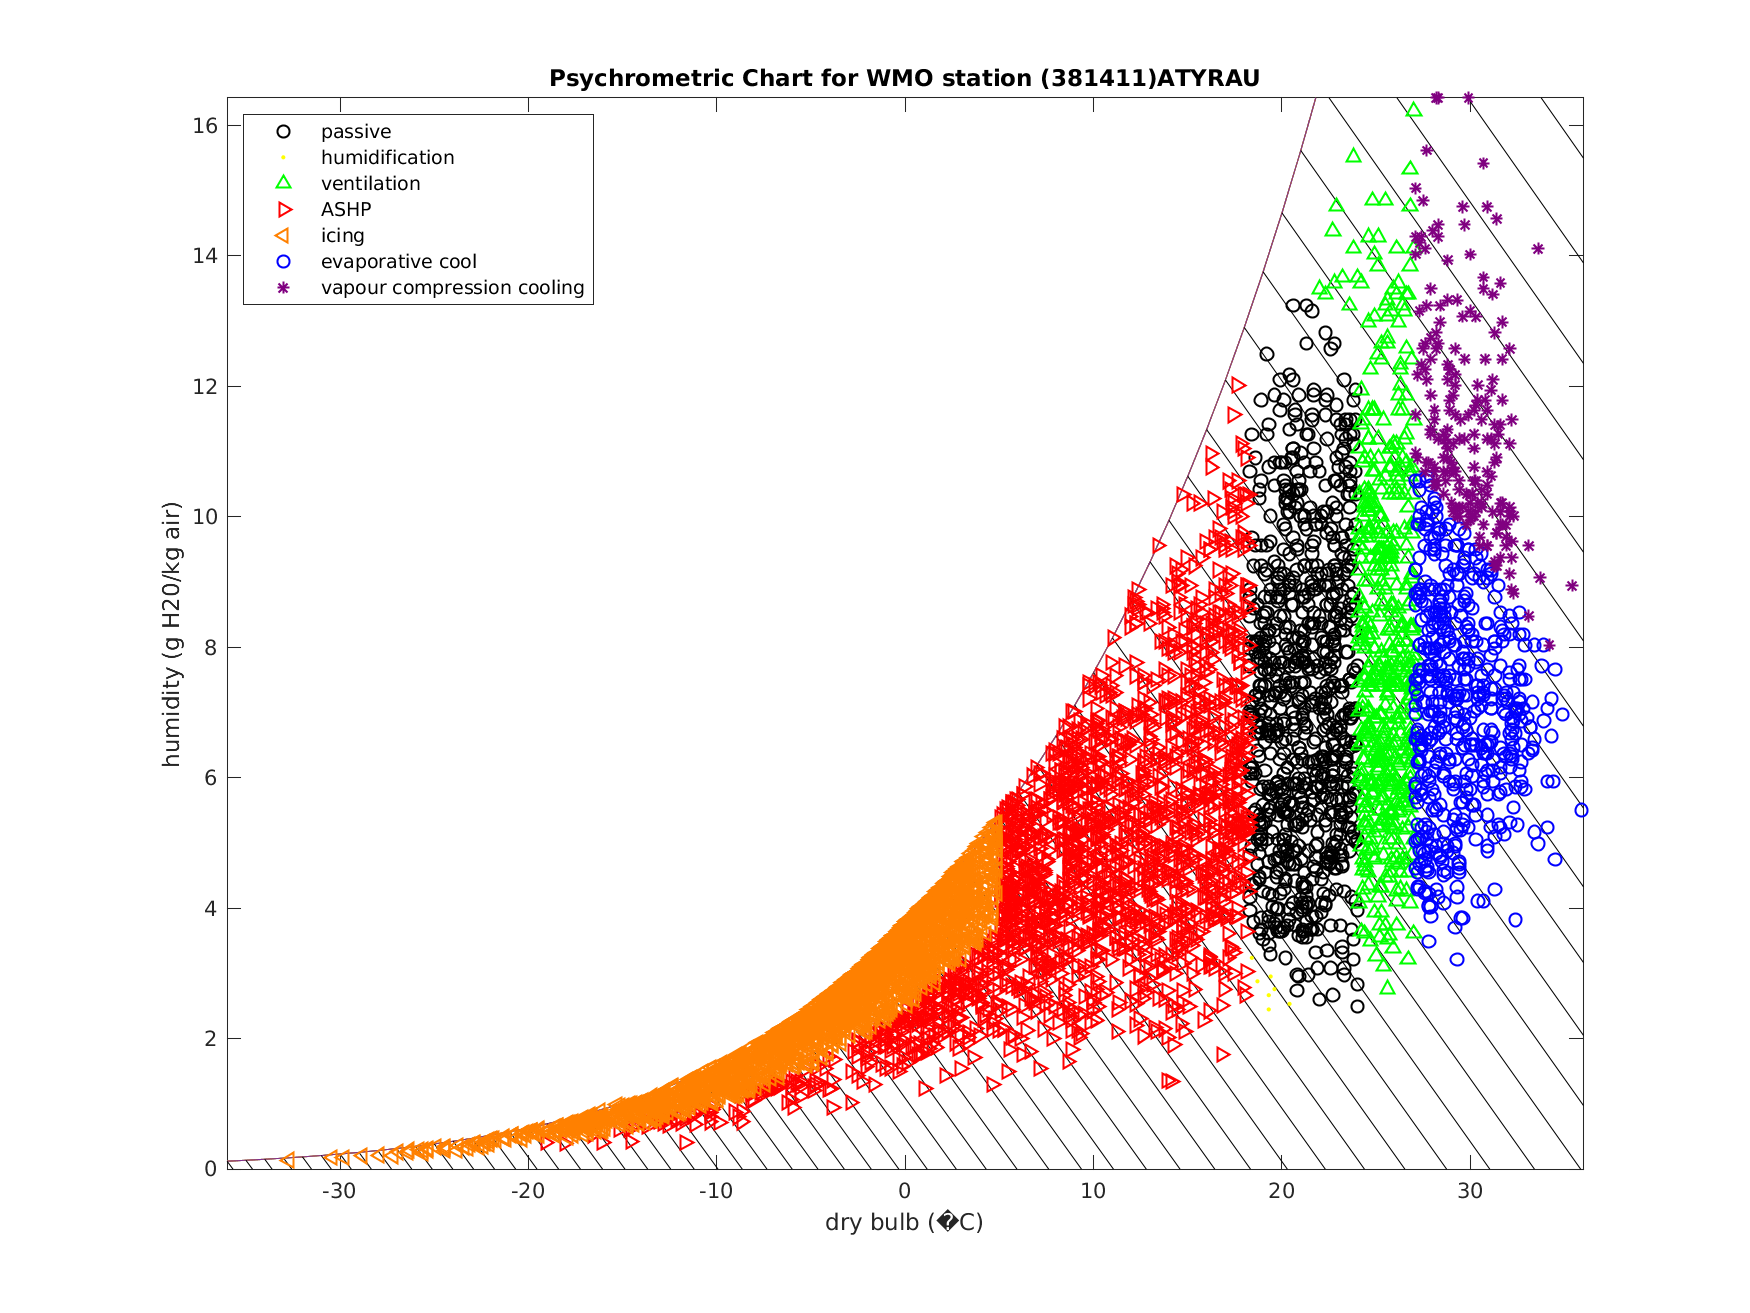 Psychrometric Chart for WMO station (381411)ATYRAU
passive
humidification
ventilation
ASHP
icing
evaporative cool
vapour compression cooling
humidity (g H20/kg air)
16
14
12
10
8
6
4
2
0
-30 -20 -10 0 10 20 30
dry bulb (�C)